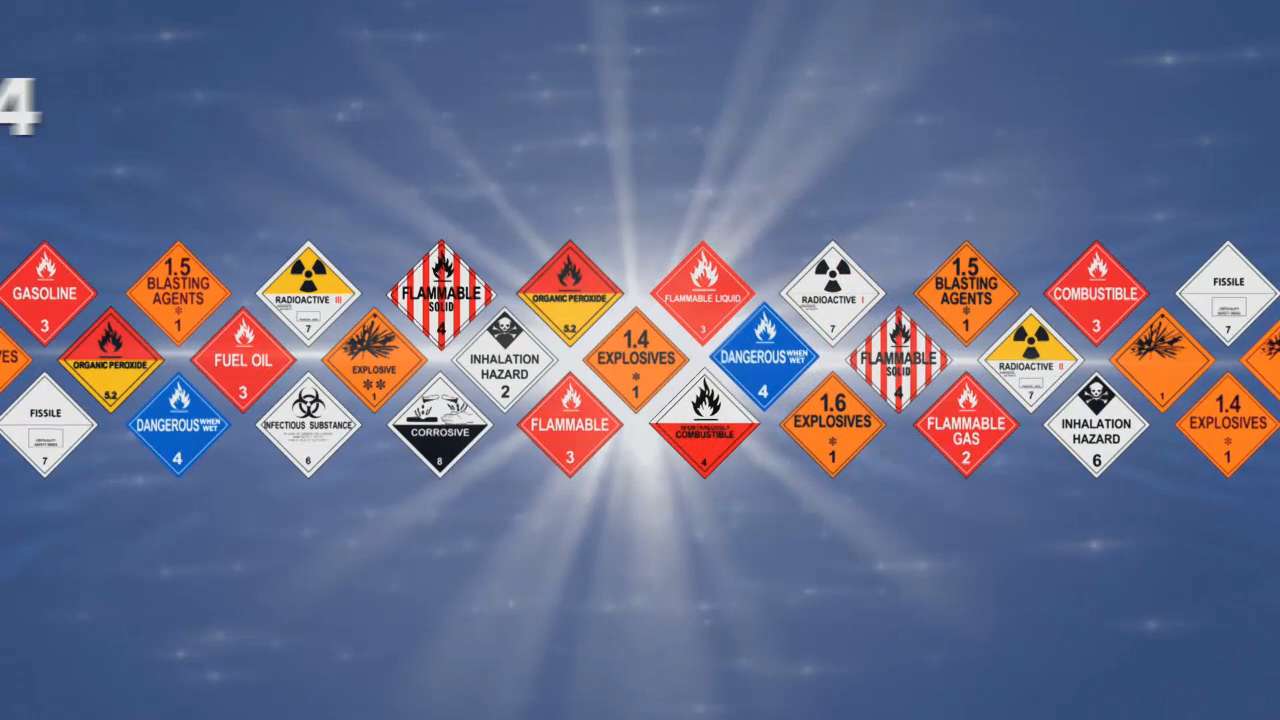 4
GASOLINE
3
1.5
BLASTING
AGENTS
*
1
RADIOACTIVE III
7
FLAMMABLE
SOLID
4
ORGANIC PEROXIDE
5.2
FLAMMABLE LIQUID
3
RADIOACTIVE I
7
1.5
BLASTING
AGENTS
*
1
COMBUSTIBLE
3
FISSILE
7
ORGANIC PEROXIDE
5.2
FUEL OIL
3
EXPLOSIVE
**
1
INHALATION
HAZARD
2
1.4
EXPLOSIVES
*
1
DANGEROUS WHEN WET
4
FLAMMABLE
SOLID
4
RADIOACTIVE II
7
1
FISSILE
7
DANGEROUS WHEN WET
4
INFECTIOUS SUBSTANCE
6
CORROSIVE
8
FLAMMABLE
3
SPONTANEOUSLY
COMBUSTIBLE
4
1.6
EXPLOSIVES
*
1
FLAMMABLE
GAS
2
INHALATION
HAZARD
6
1.4
EXPLOSIVES
*
1